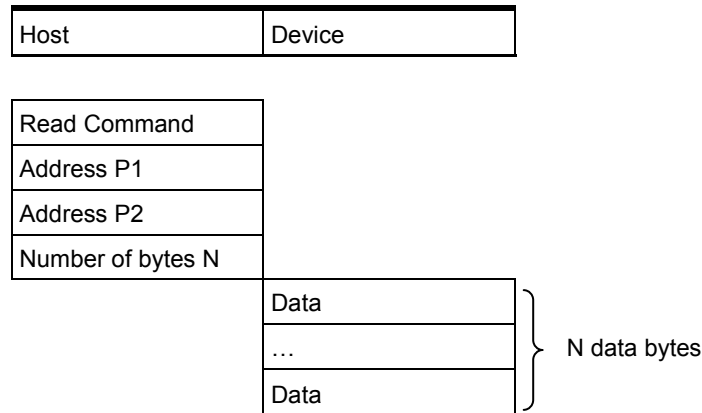 Host Device
Read Command
Address P1
Address P2
Number of bytes N
Data
…
N data bytes
Data